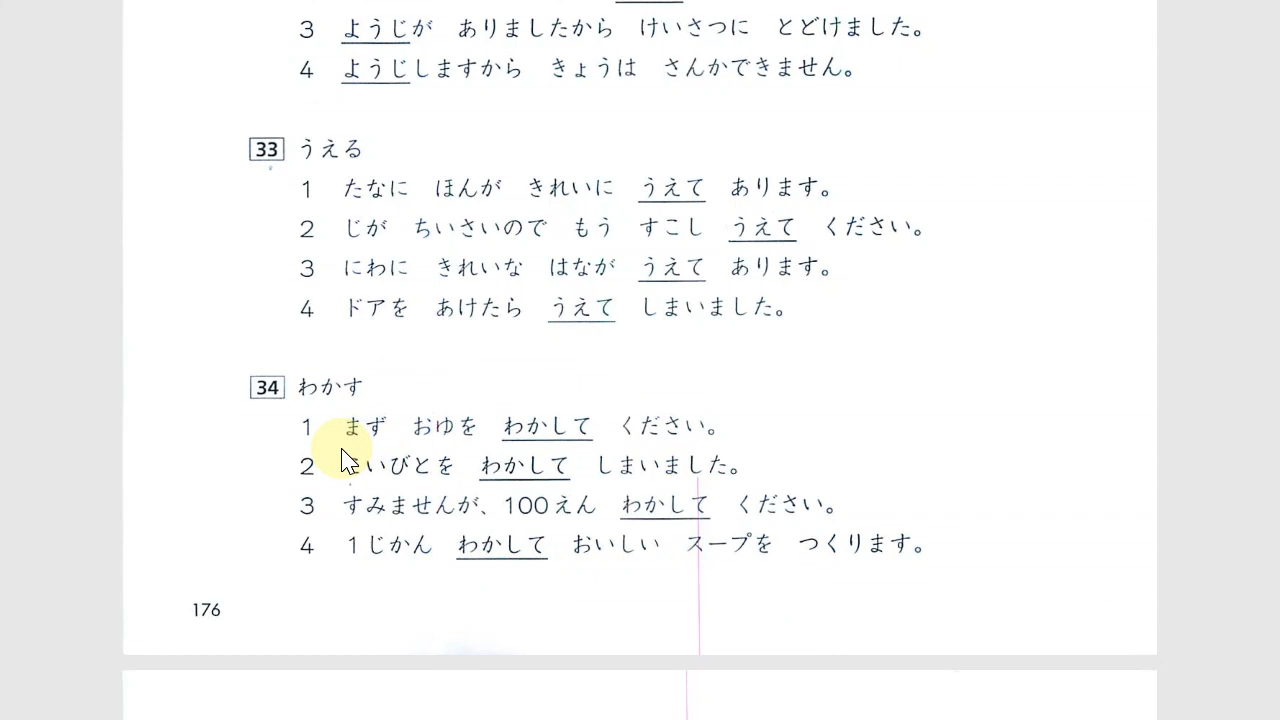 3 ようじが ありましたから けいさつに とどけました。
4 ようじしますから きょうは さんかできません。
33 うえる
1 たなに ほんが きれいに うえて あります。
2 じが ちいさいので もう すこし うえて ください。
3 にわに きれいな はなが うえて あります。
4 ドアを あけたら うえて しまいました。
34 わかす
1 まず おゆを わかして ください。
2 まいびとを わかして しまいました。
3 すみませんが、100えん わかして ください。
4 1じかん わかして おいしい スープを つくります。
176